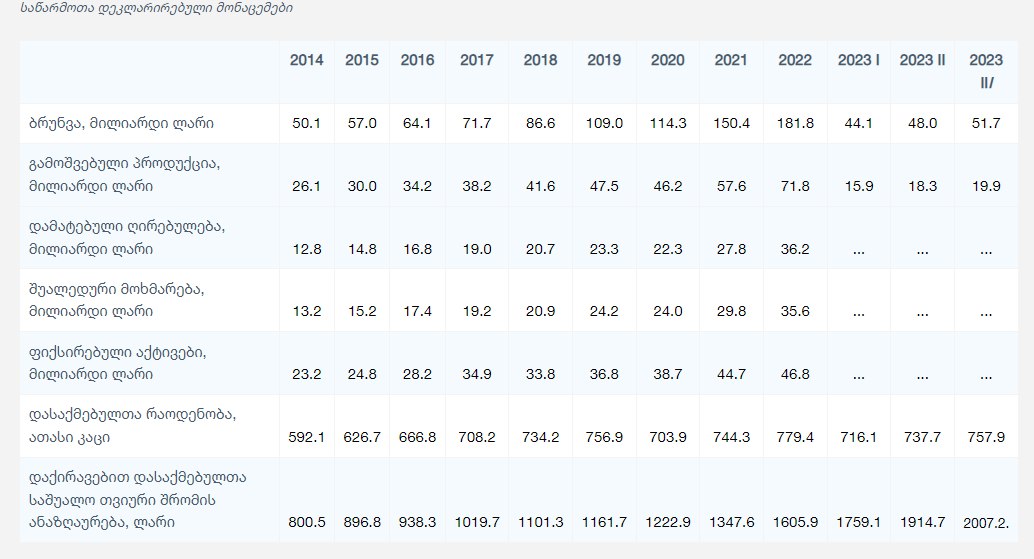 საწარმოთა დეკლარირებული მონაცემები
2014 2015 2016 2017 2018 2019 2020 2021 2022 2023 I 2023 II 2023
II/
ბრუნვა, მილიარდი ლარი 50.1 57.0 64.1 71.7 86.6 109.0 114.3 150.4 181.8 44.1 48.0 51.7
გამოშვებული პროდუქცია,
მილიარდი ლარი 26.1 30.0 34.2 38.2 41.6 47.5 46.2 57.6 71.8 15.9 18.3 19.9
დამატებული ღირებულება,
მილიარდი ლარი 12.8 14.8 16.8 19.0 20.7 23.3 22.3 27.8 36.2 ... ... ...
შუალედური მოხმარება,
მილიარდი ლარი 13.2 15.2 17.4 19.2 20.9 24.2 24.0 29.8 35.6 ... ... ...
ფიქსირებული აქტივები,
მილიარდი ლარი 23.2 24.8 28.2 34.9 33.8 36.8 38.7 44.7 46.8 ... ... ...
დასაქმებულთა რაოდენობა,
ათასი კაცი 592.1 626.7 666.8 708.2 734.2 756.9 703.9 744.3 779.4 716.1 737.7 757.9
დაქირავებით დასაქმებულთა
საშუალო თვიური შრომის
ანაზღაურება, ლარი 800.5 896.8 938.3 1019.7 1101.3 1161.7 1222.9 1347.6 1605.9 1759.1 1914.7 2007.2.